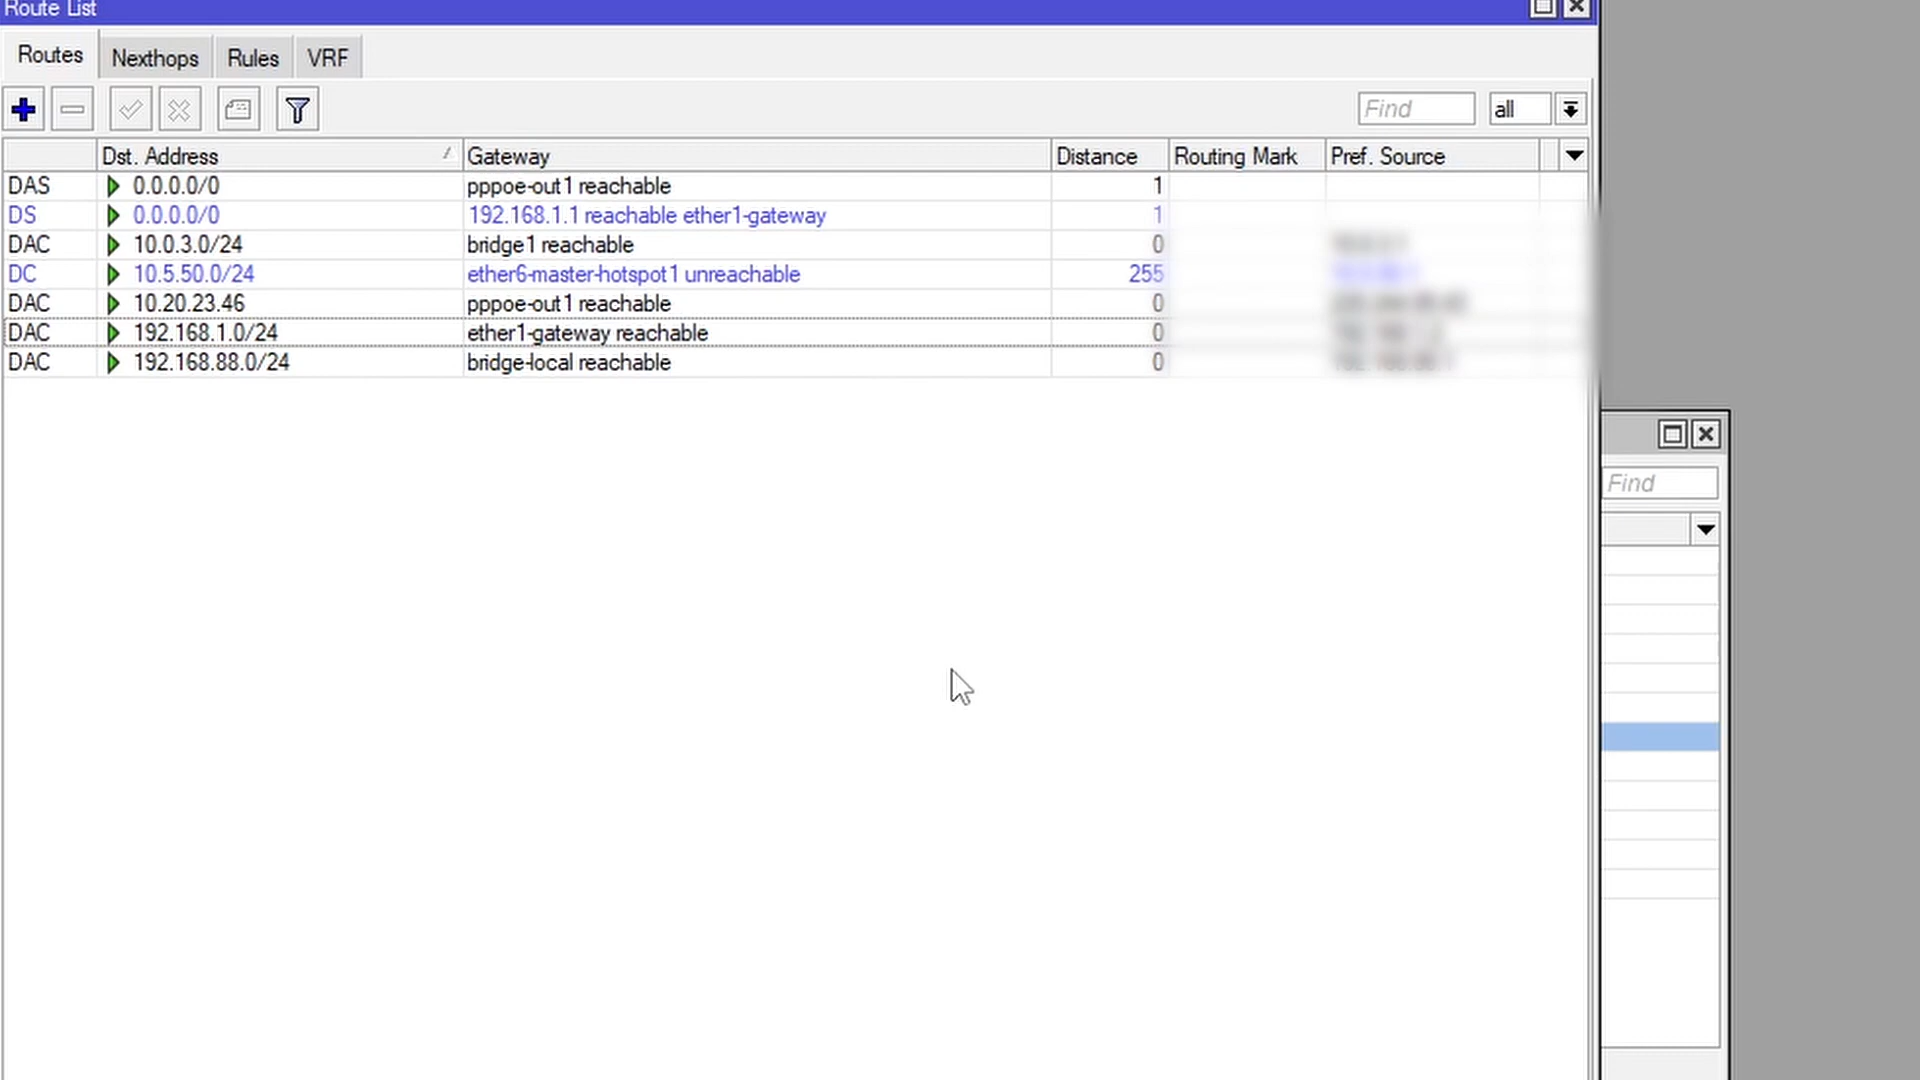 Route List
Routes Nexthops Rules VRF
Find all
Dst. Address Gateway Distance Routing Mark Pref. Source
DAS 0.0.0.0/0 pppoe-out1 reachable 1
DS 0.0.0.0/0 192.168.1.1 reachable ether1-gateway 1
DAC 10.0.3.0/24 bridge1 reachable 0
DC 10.5.50.0/24 ether6-master-hotspot1 unreachable 255
DAC 10.20.23.46 pppoe-out1 reachable 0
DAC 192.168.1.0/24 ether1-gateway reachable 0
DAC 192.168.88.0/24 bridge-local reachable 0
Find